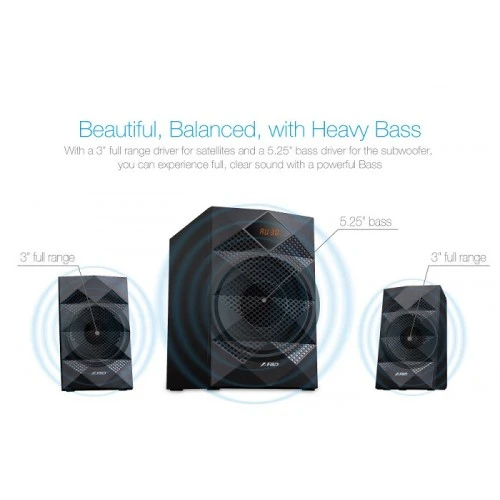 Beautiful, Balanced, with Heavy Bass
With a 3" full range driver for satellites and a 5.25" bass driver for the subwoofer,
you can experience full, clear sound with a powerful Bass
5.25" bass
3" full range
3" full range
F&D
F&D
F&D